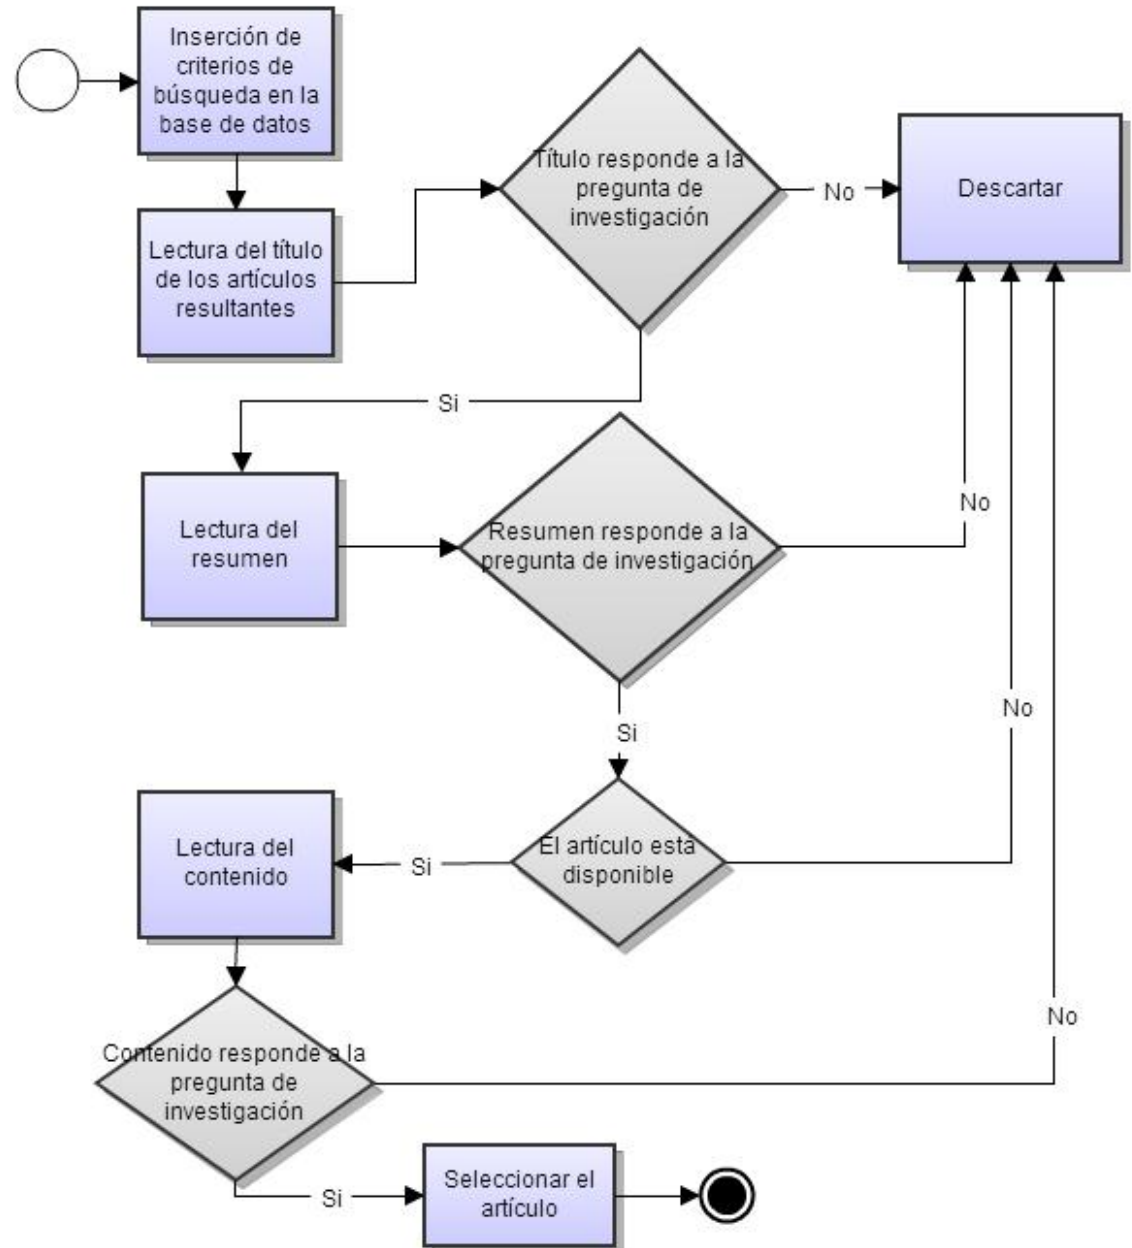 Inserción de
criterios de
búsqueda en la
base de datos
Lectura del título
de los artículos
resultantes
Título responde a la
pregunta de
investigación
No
Descartar
Si
Lectura del
resumen
Resumen responde a la
pregunta de investigación
No
Si
No
El artículo está
disponible
Si
Lectura del
contenido
No
Contenido responde a la
pregunta de
investigación
Si
Seleccionar el
artículo